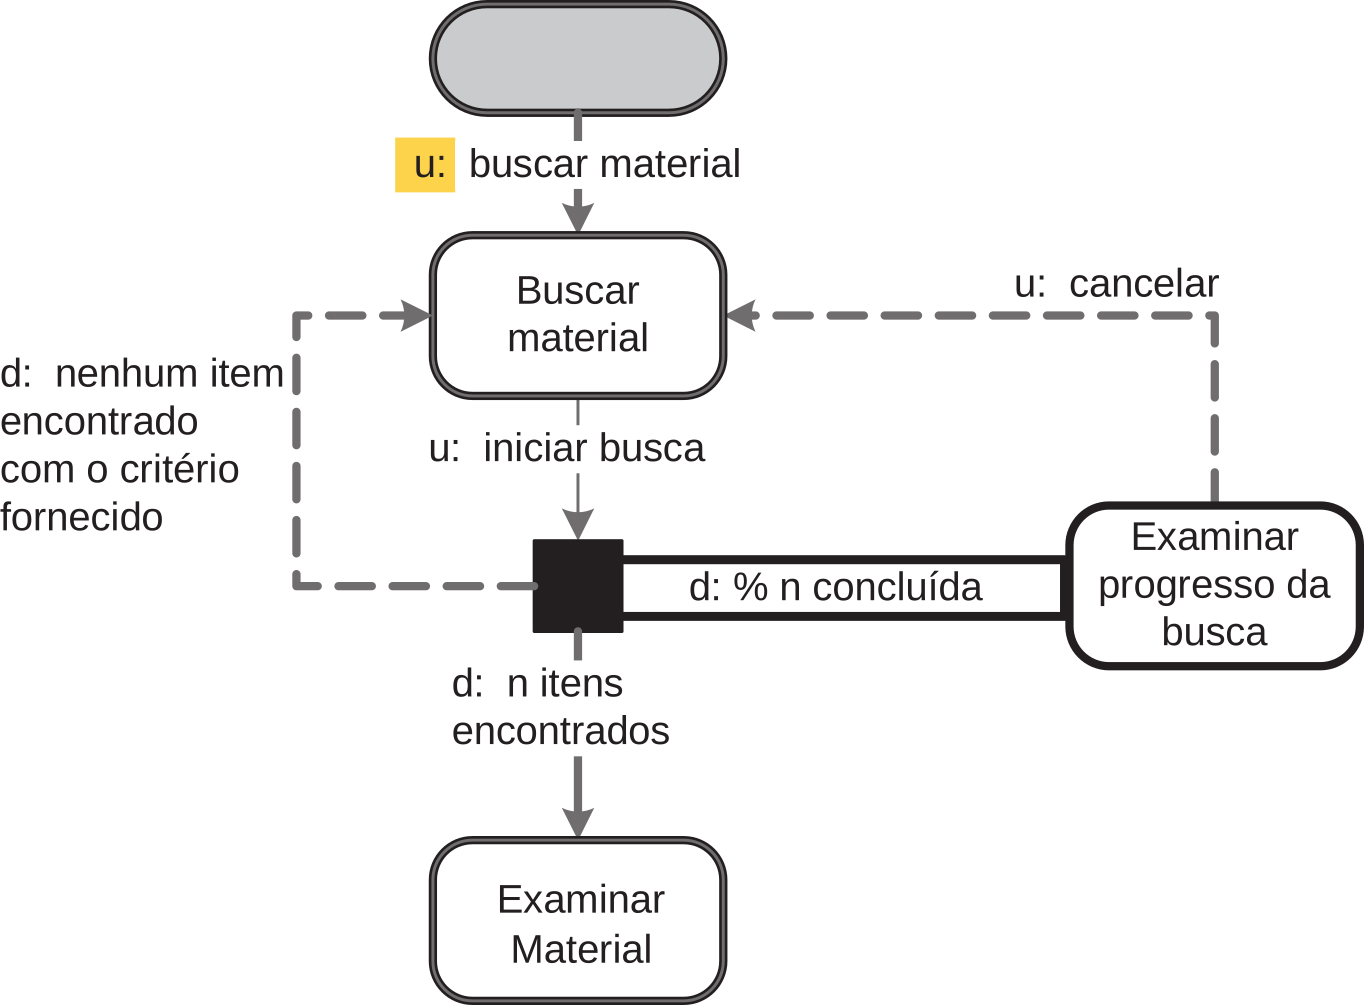 u: buscar material
Buscar
material
u: cancelar
d: nenhum item
encontrado
com o critério
fornecido
u: iniciar busca
d: % n concluída
Examinar
progresso da
busca
d: n itens
encontrados
Examinar
Material